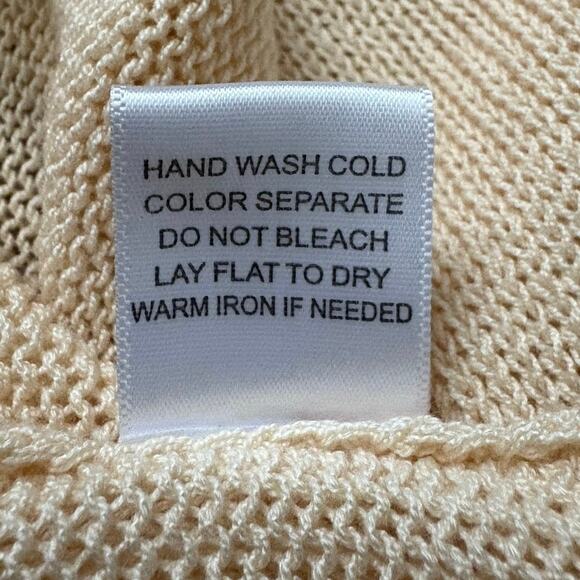 HAND WASH COLD
COLOR SEPARATE
DO NOT BLEACH
LAY FLAT TO DRY
WARM IRON IF NEEDED